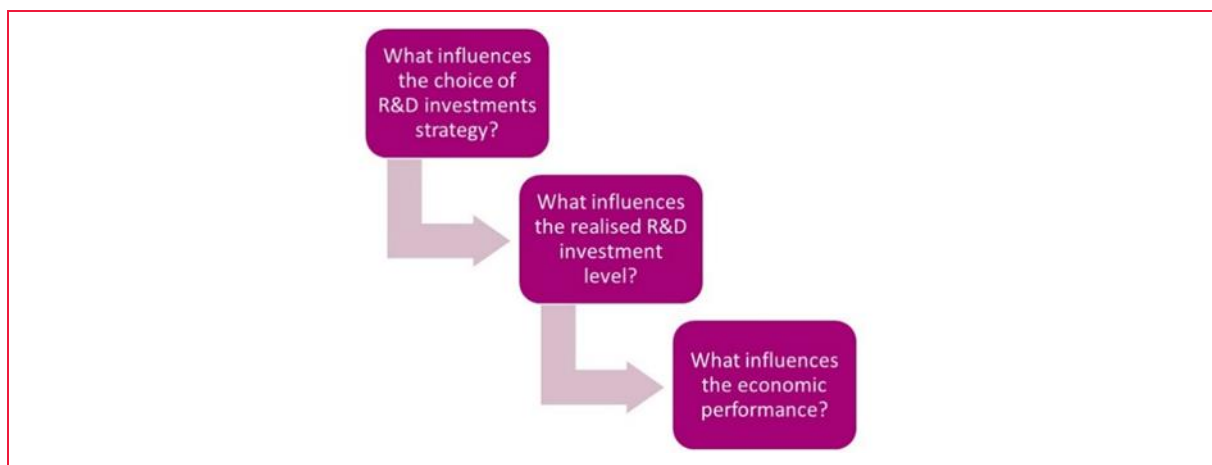 What influences
the choice of
R&D investments
strategy?
What influences
the realised R&D
investment
level?
What influences
the economic
performance?